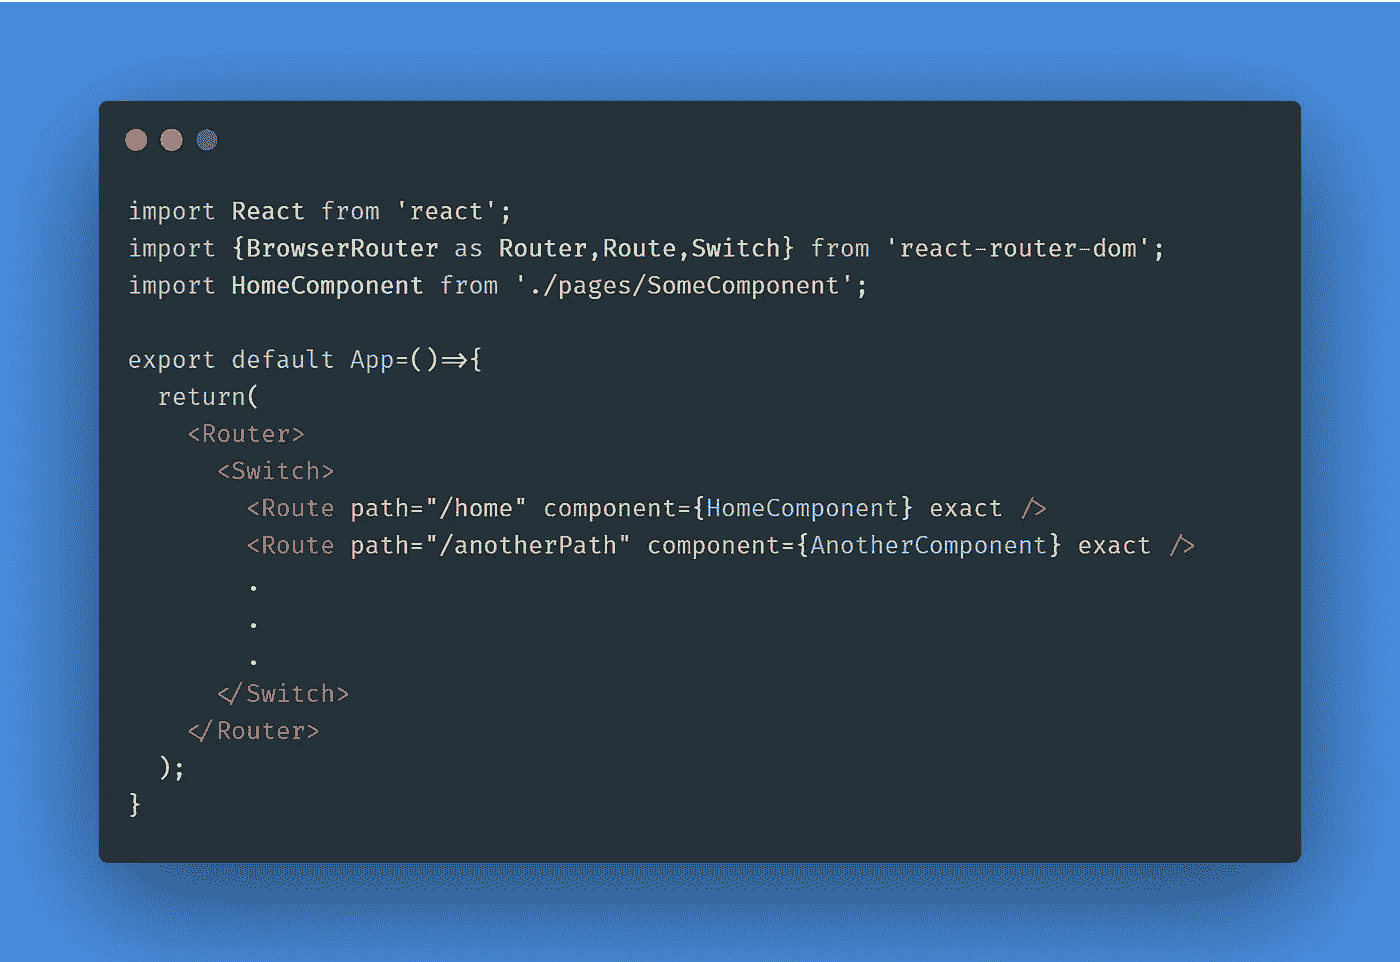 import React from 'react';
import {BrowserRouter as Router,Route,Switch} from 'react-router-dom';
import HomeComponent from './pages/SomeComponent';
export default App=()=>{
return(
<Router>
<Switch>
<Route path="/home" component={HomeComponent} exact />
<Route path="/anotherPath" component={AnotherComponent} exact />
.
.
.
</Switch>
</Router>
);
}